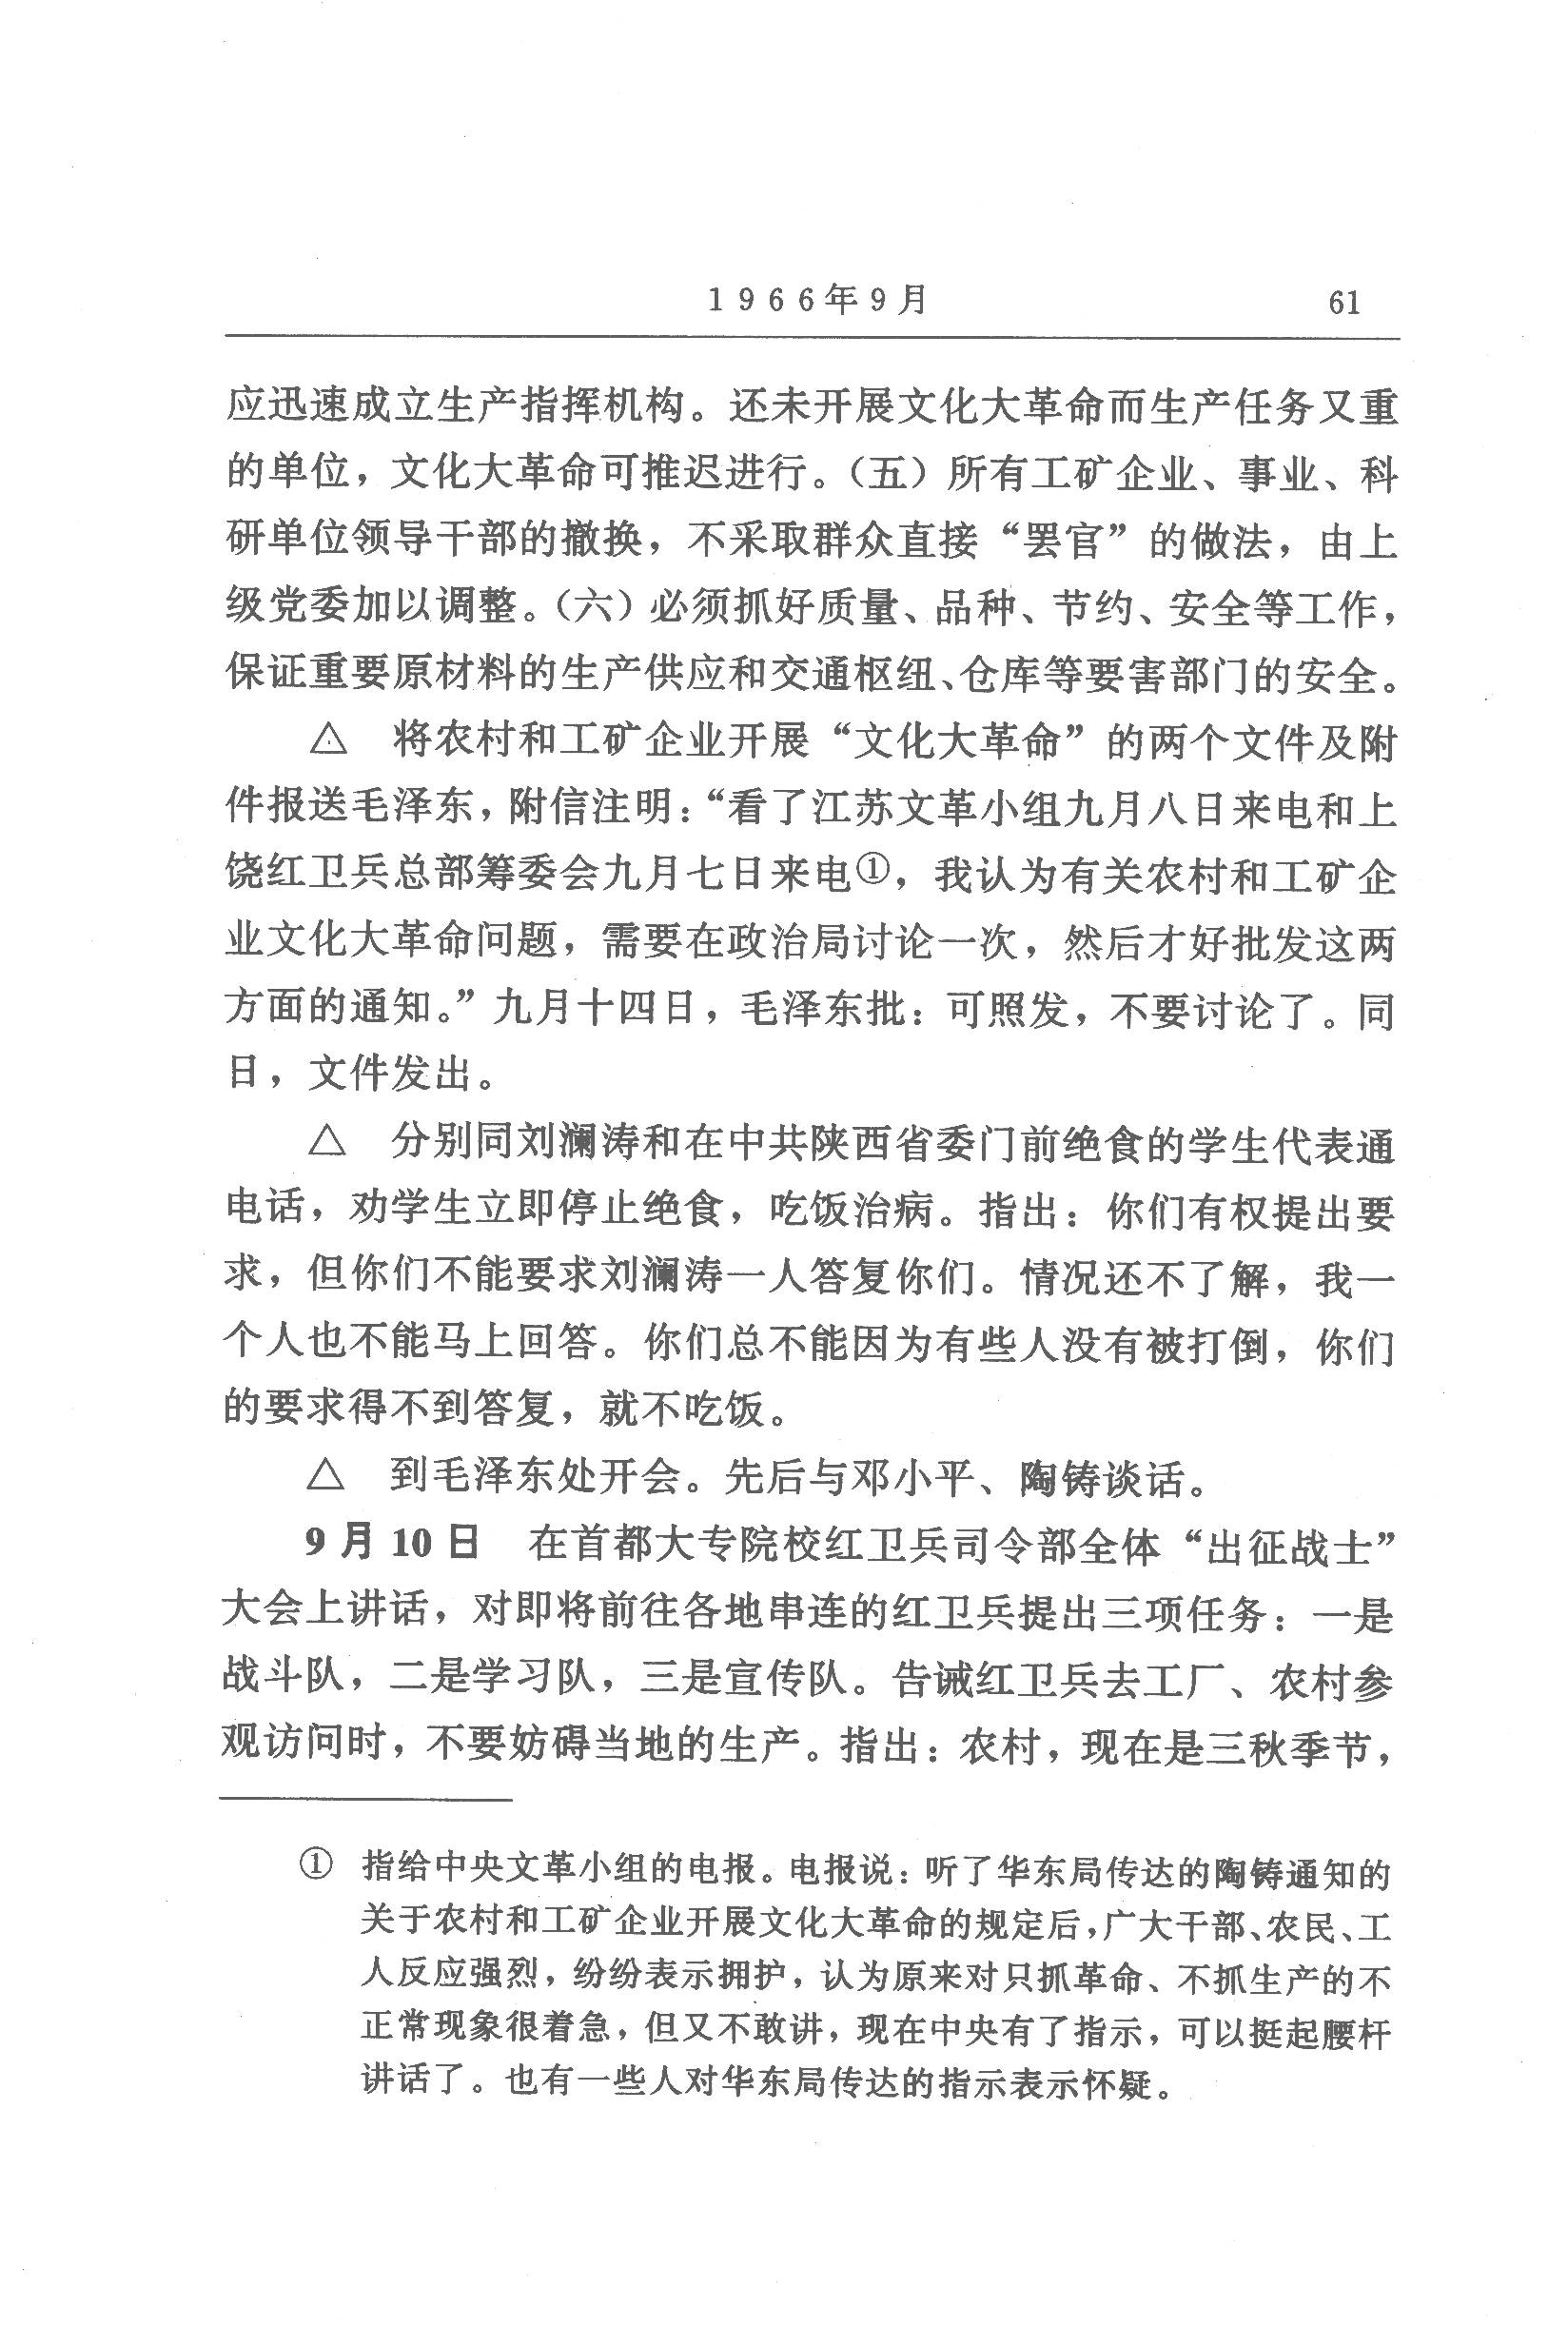 1966年9月 61
应迅速成立生产指挥机构。还未开展文化大革命而生产任务又重
的单位，文化大革命可推迟进行。（五）所有工矿企业、事业、科
研单位领导干部的撤换，不采取群众直接“罢官”的做法，由上
级党委加以调整。（六）必须抓好质量、品种、节约、安全等工作，
保证重要原材料的生产供应和交通枢纽、仓库等要害部门的安全。
△ 将农村和工矿企业开展“文化大革命”的两个文件及附
件报送毛泽东，附信注明：“看了江苏文革小组九月八日来电和上
饶红卫兵总部筹委会九月七日来电①，我认为有关农村和工矿企
业文化大革命问题，需要在政治局讨论一次，然后才好批发这两
方面的通知。”九月十四日，毛泽东批：可照发，不要讨论了。同
日，文件发出。
△ 分别同刘澜涛和在中共陕西省委门前绝食的学生代表通
电话，劝学生立即停止绝食，吃饭治病。指出：你们有权提出要
求，但你们不能要求刘澜涛一人答复你们。情况还不了解，我一
个人也不能马上回答。你们总不能因为有些人没有被打倒，你们
的要求得不到答复，就不吃饭。
△ 到毛泽东处开会。先后与邓小平、陶铸谈话。
9月10日 在首都大专院校红卫兵司令部全体“出征战士”
大会上讲话，对即将前往各地串连的红卫兵提出三项任务：一是
战斗队，二是学习队，三是宣传队。告诫红卫兵去工厂、农村参
观访问时，不要妨碍当地的生产。指出：农村，现在是三秋季节，
① 指给中央文革小组的电报。电报说：听了华东局传达的陶铸通知的
关于农村和工矿企业开展文化大革命的规定后，广大干部、农民、工
人反应强烈，纷纷表示拥护，认为原来对只抓革命、不抓生产的不
正常现象很着急，但又不敢讲，现在中央有了指示，可以挺起腰杆
讲话了。也有一些人对华东局传达的指示表示怀疑。